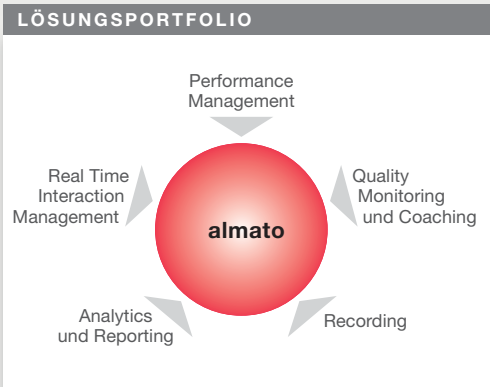 LÖSUNGSPORTFOLIO
Performance
Management
Real Time
Interaction
Management
Quality
Monitoring
und Coaching
almato
Analytics
und Reporting
Recording